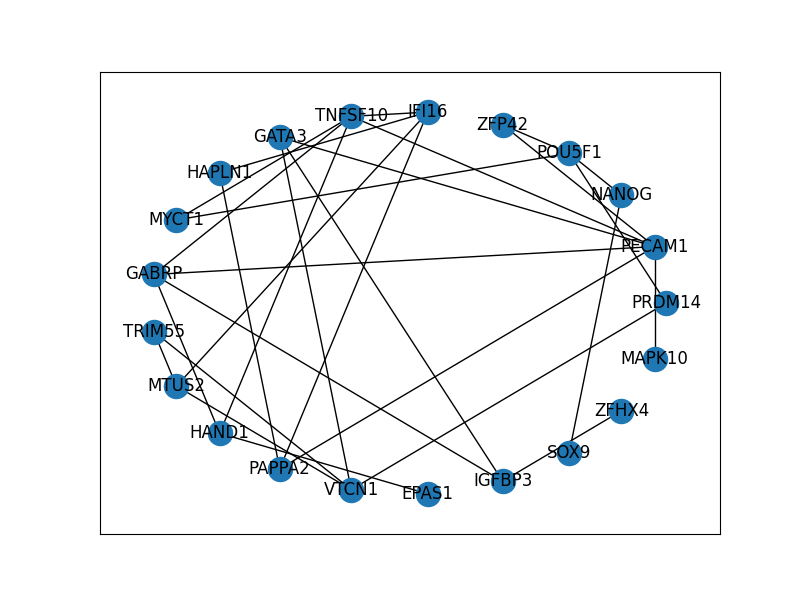 IFI16
TNFSF10
ZFP42
GATA3
POU5F1
HAPLN1
NANOG
MYCT1
PECAM1
GABRP
PRDM14
TRIM55
MAPK10
MTUS2
ZFHX4
HAND1
SOX9
PAPPA2
IGFBP3
VTCN1
EPAS1